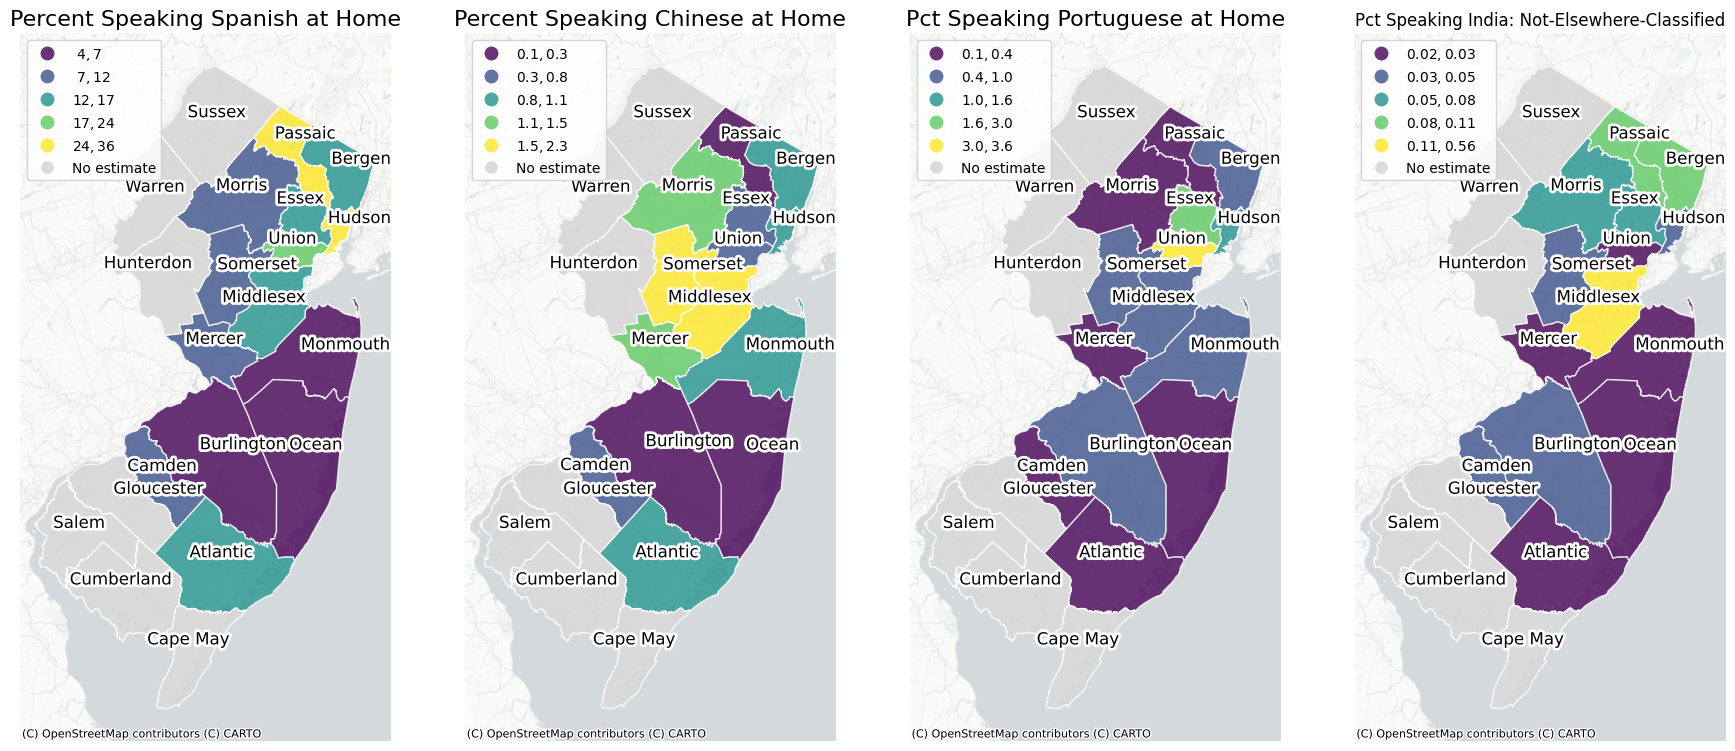 Percent Speaking Spanish at Home
4, 7
7, 12
12, 17
17, 24
24, 36
No estimate
Sussex
Passaic
Bergen
Warren
Morris
Essex
Hudson
Union
Hunterdon
Somerset
Middlesex
Mercer
Monmouth
Burlington
Ocean
Camden
Gloucester
Salem
Atlantic
Cumberland
Cape May
(C) OpenStreetMap contributors (C) CARTO
Percent Speaking Chinese at Home
0.1, 0.3
0.3, 0.8
0.8, 1.1
1.1, 1.5
1.5, 2.3
No estimate
Sussex
Passaic
Bergen
Warren
Morris
Essex
Hudson
Union
Hunterdon
Somerset
Middlesex
Mercer
Monmouth
Burlington
Ocean
Camden
Gloucester
Salem
Atlantic
Cumberland
Cape May
(C) OpenStreetMap contributors (C) CARTO
Pct Speaking Portuguese at Home
0.1, 0.4
0.4, 1.0
1.0, 1.6
1.6, 3.0
3.0, 3.6
No estimate
Sussex
Passaic
Bergen
Warren
Morris
Essex
Hudson
Union
Hunterdon
Somerset
Middlesex
Mercer
Monmouth
Burlington
Ocean
Camden
Gloucester
Salem
Atlantic
Cumberland
Cape May
(C) OpenStreetMap contributors (C) CARTO
Pct Speaking India: Not-Elsewhere-Classified
0.02, 0.03
0.03, 0.05
0.05, 0.08
0.08, 0.11
0.11, 0.56
No estimate
Sussex
Passaic
Bergen
Warren
Morris
Essex
Hudson
Union
Hunterdon
Somerset
Middlesex
Mercer
Monmouth
Burlington
Ocean
Camden
Gloucester
Salem
Atlantic
Cumberland
Cape May
(C) OpenStreetMap contributors (C) CARTO